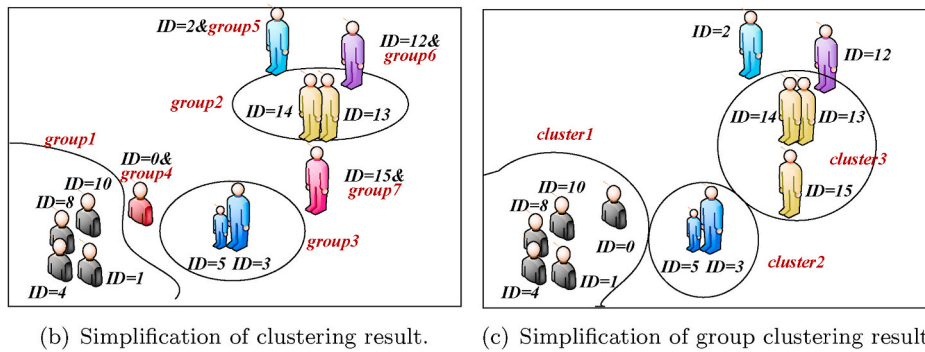 ID=2&group5
ID=12&
group6
group2
ID=14
ID=13
group1
ID=0&
group4
ID=10
ID=8
ID=15&
group7
group3
ID=5
ID=3
ID=1
ID=4
(b) Simplification of clustering result.
ID=2
ID=12
ID=14
ID=13
cluster1
cluster3
ID=10
ID=8
ID=15
ID=0
cluster2
ID=5
ID=3
ID=1
ID=4
(c) Simplification of group clustering result